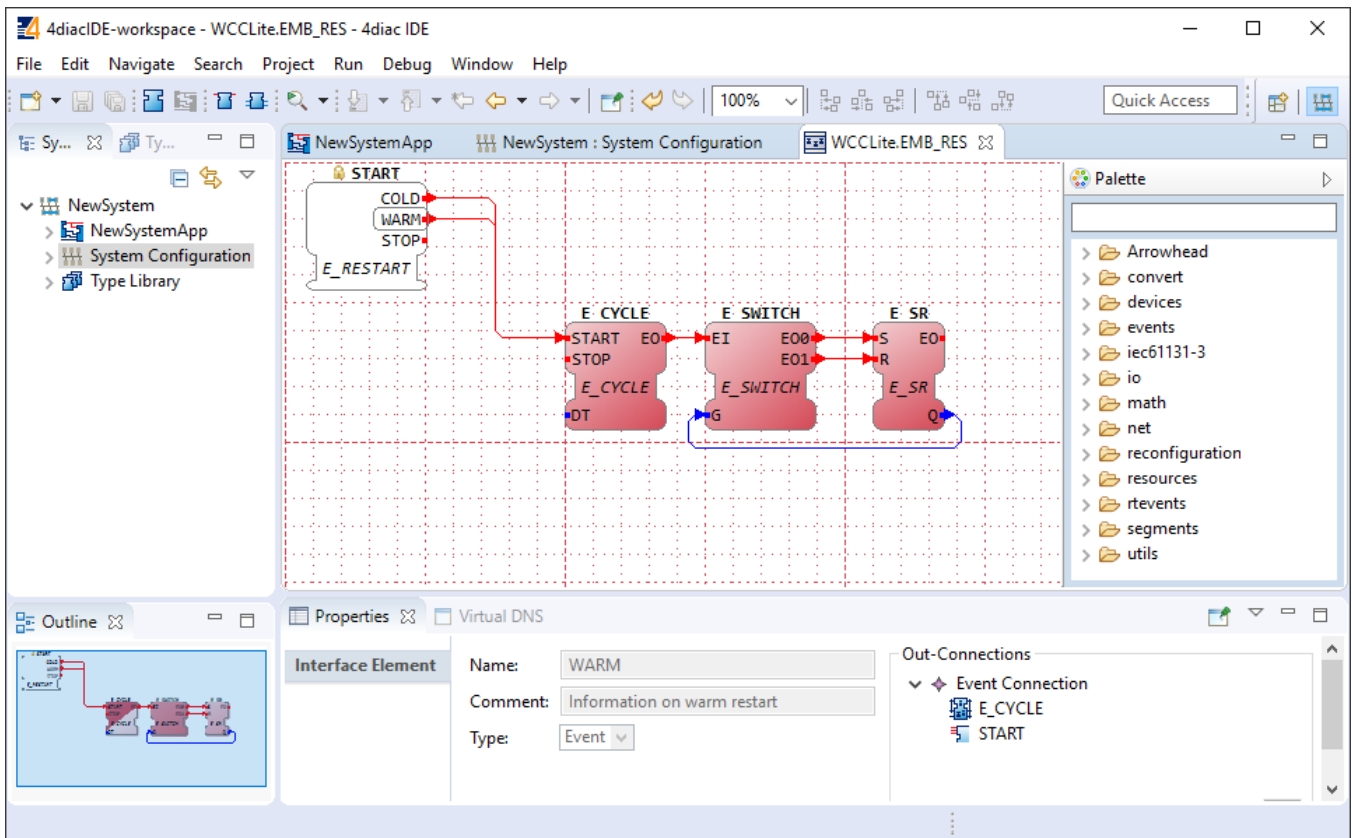 4diacIDE-workspace - WCCLite.EMB_RES - 4diac IDE
File Edit Navigate Search Project Run Debug Window Help
100%
Quick Access
Sy...
Ty...
NewSystem
NewSystemApp
System Configuration
Type Library
NewSystemApp
NewSystem : System Configuration
WCCLite.EMB_RES
START
COLD
WARM
STOP
E_RESTART
E_CYCLE
START EO
STOP
E_CYCLE
DT
E_SWITCH
EI EO0
EO1
E_SWITCH
G
E_SR
S EO
R
E_SR
Q
Palette
Arrowhead
convert
devices
events
iec61131-3
io
math
net
reconfiguration
resources
rtevents
segments
utils
Outline
Properties
Virtual DNS
Interface Element
Name: WARM
Comment: Information on warm restart
Type: Event
Out-Connections
Event Connection
E_CYCLE
START